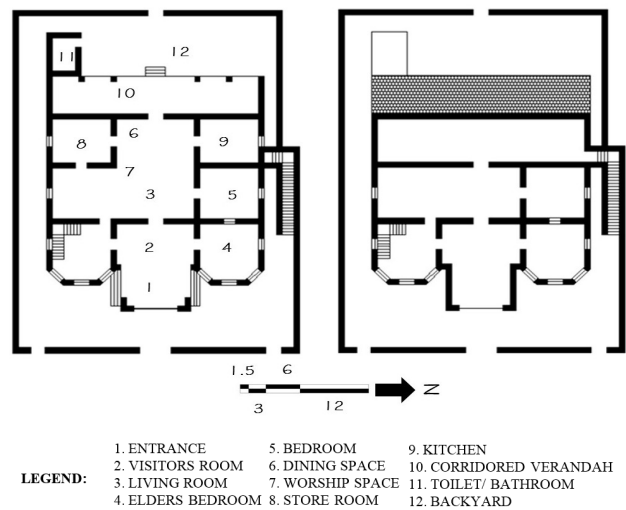 11
12
10
6
8
9
7
3
5
2
4
1
1.5
6
N
3
12
LEGEND:
1. ENTRANCE
2. VISITORS ROOM
3. LIVING ROOM
4. ELDERS BEDROOM
5. BEDROOM
6. DINING SPACE
7. WORSHIP SPACE
8. STORE ROOM
9. KITCHEN
10. CORRIDORED VERANDAH
11. TOILET/ BATHROOM
12. BACKYARD